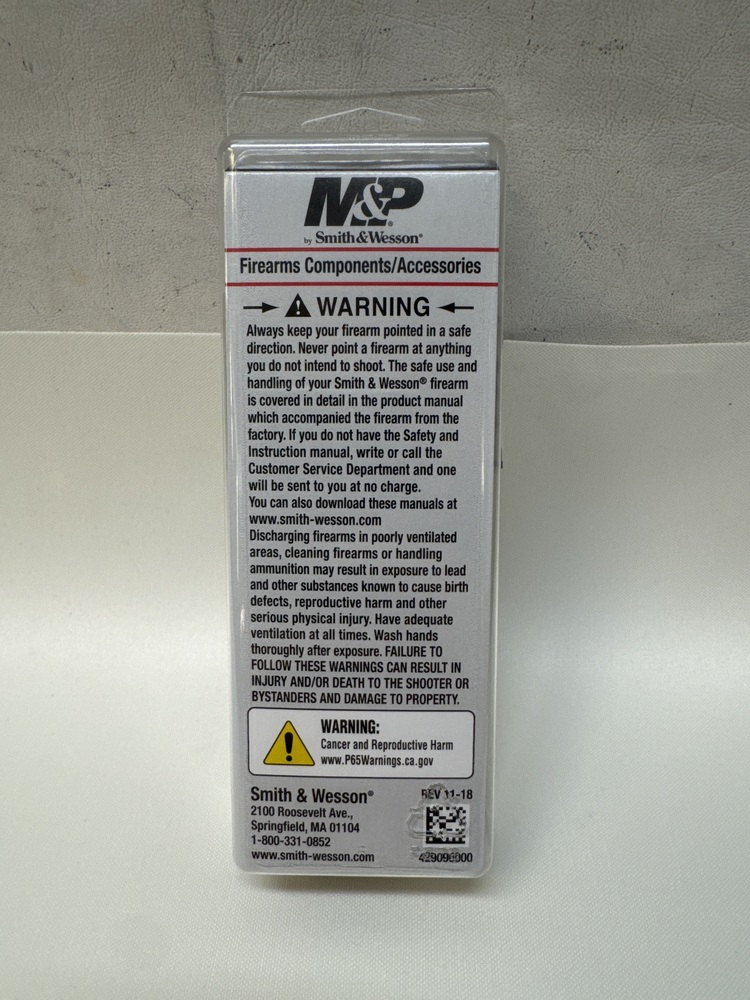 M&P®
by Smith & Wesson®
Firearms Components/Accessories
WARNING
Always keep your firearm pointed in a safe
direction. Never point a firearm at anything
you do not intend to shoot. The safe use and
handling of your Smith & Wesson® firearm
is covered in detail in the product manual
which accompanied the firearm from the
factory. If you do not have the Safety and
Instruction manual, write or call the
Customer Service Department and one
will be sent to you at no charge.
You can also download these manuals at
www.smith-wesson.com
Discharging firearms in poorly ventilated
areas, cleaning firearms or handling
ammunition may result in exposure to lead
and other substances known to cause birth
defects, reproductive harm and other
serious physical injury. Have adequate
ventilation at all times. Wash hands
thoroughly after exposure. FAILURE TO
FOLLOW THESE WARNINGS CAN RESULT IN
INJURY AND/OR DEATH TO THE SHOOTER OR
BYSTANDERS AND DAMAGE TO PROPERTY.
WARNING:
Cancer and Reproductive Harm
www.P65Warnings.ca.gov
Smith & Wesson®
2100 Roosevelt Ave.,
Springfield, MA 01104
1-800-331-0852
www.smith-wesson.com
REV 11-18